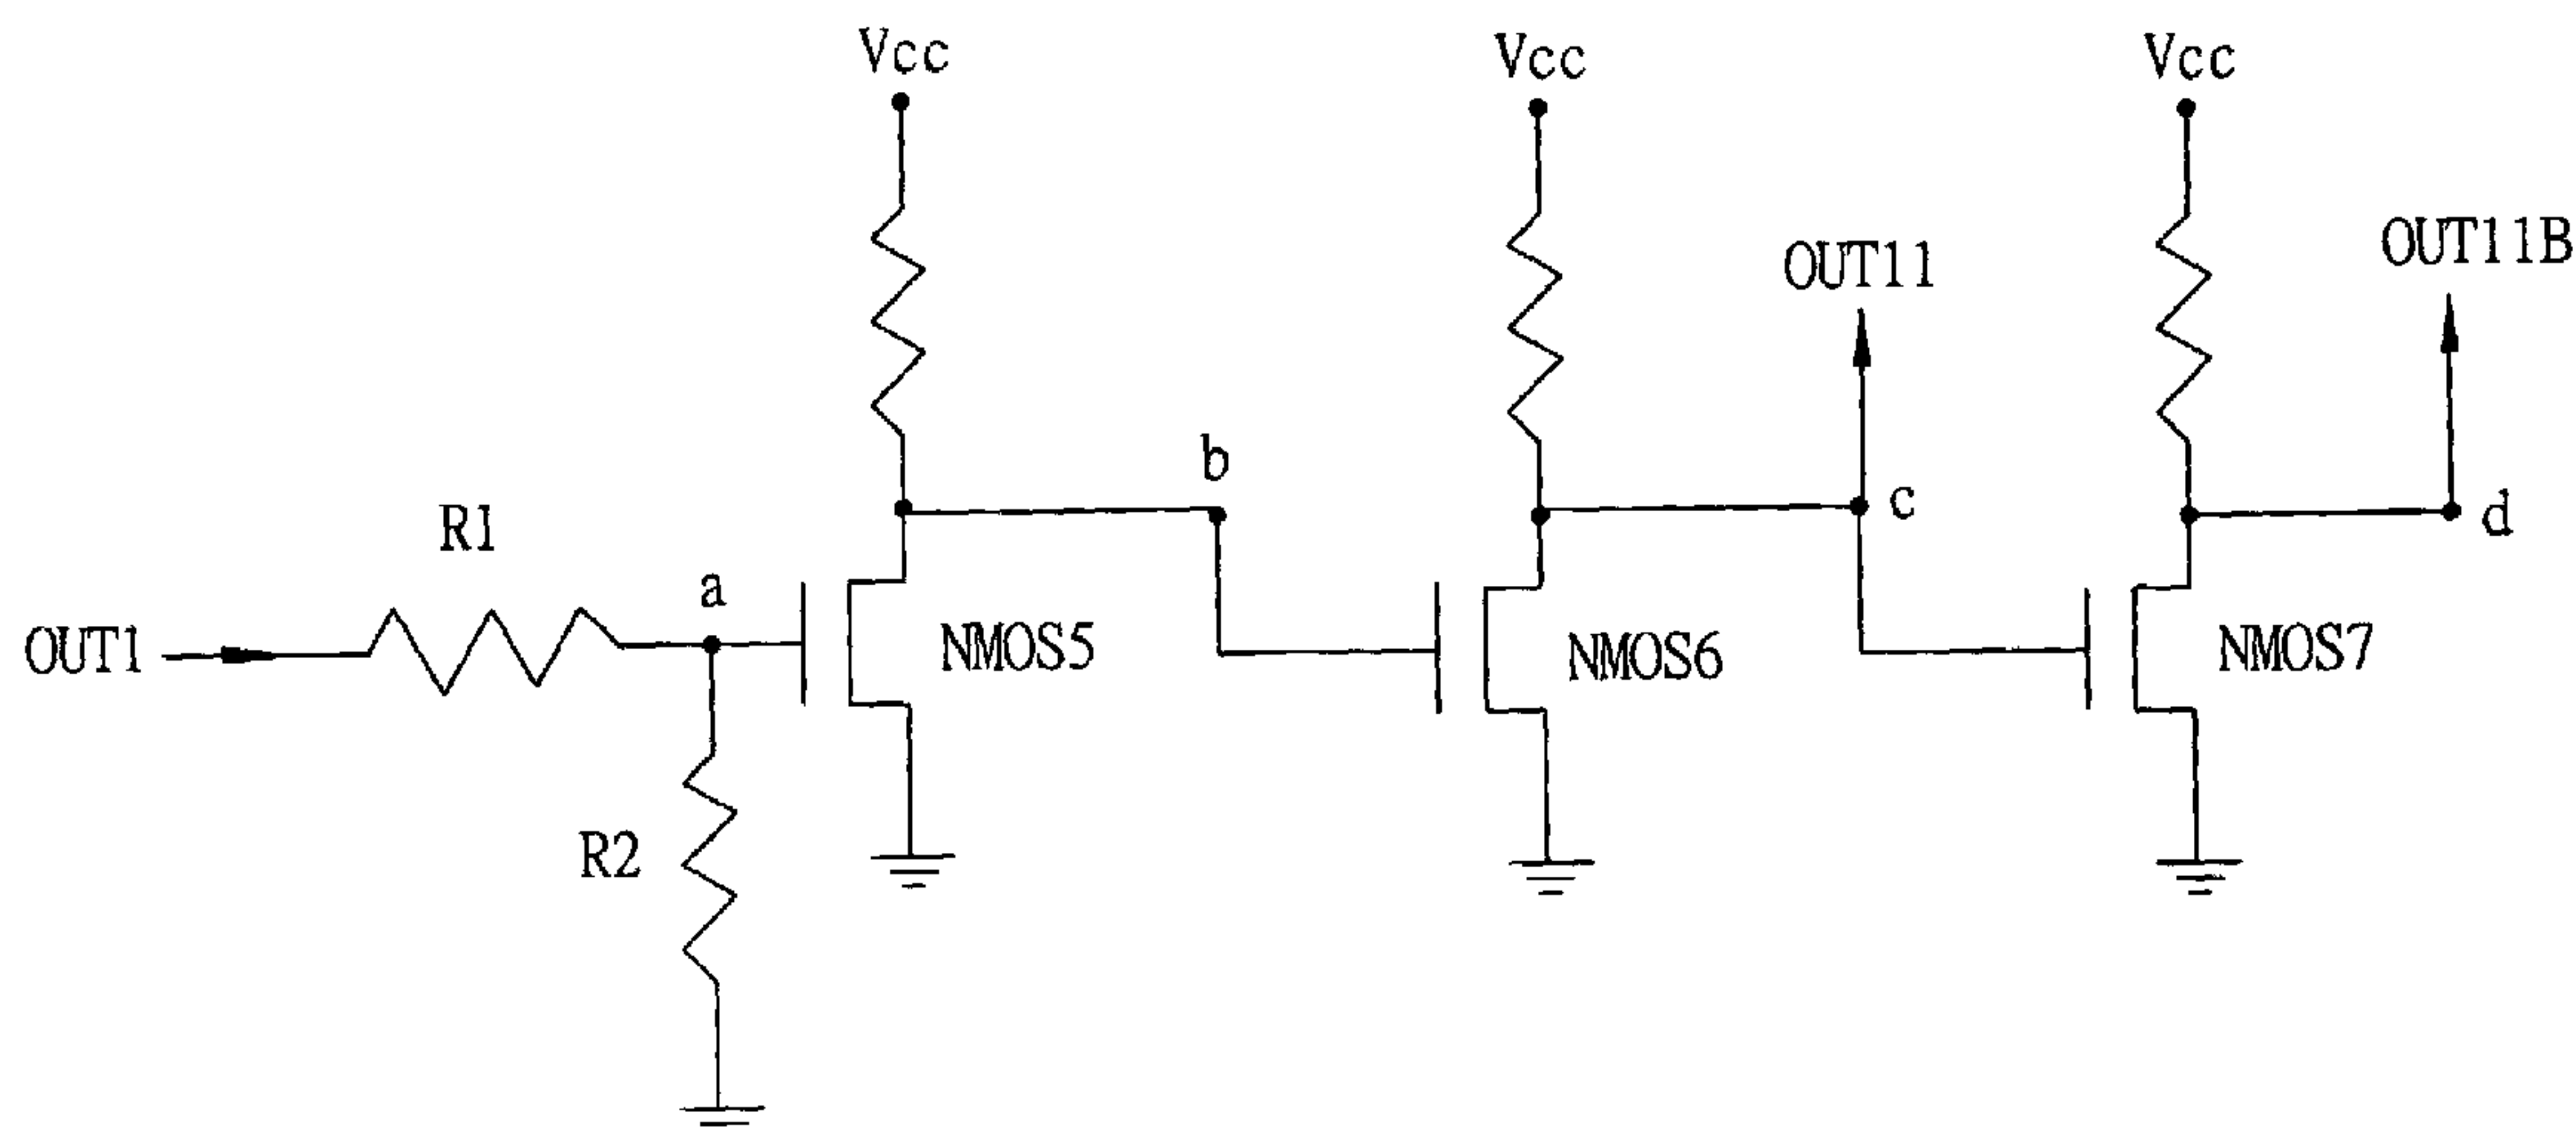 Vcc
Vcc
Vcc
OUT11
OUT11B
b
c
d
R1
a
OUT1
NMOS5
NMOS6
NMOS7
R2